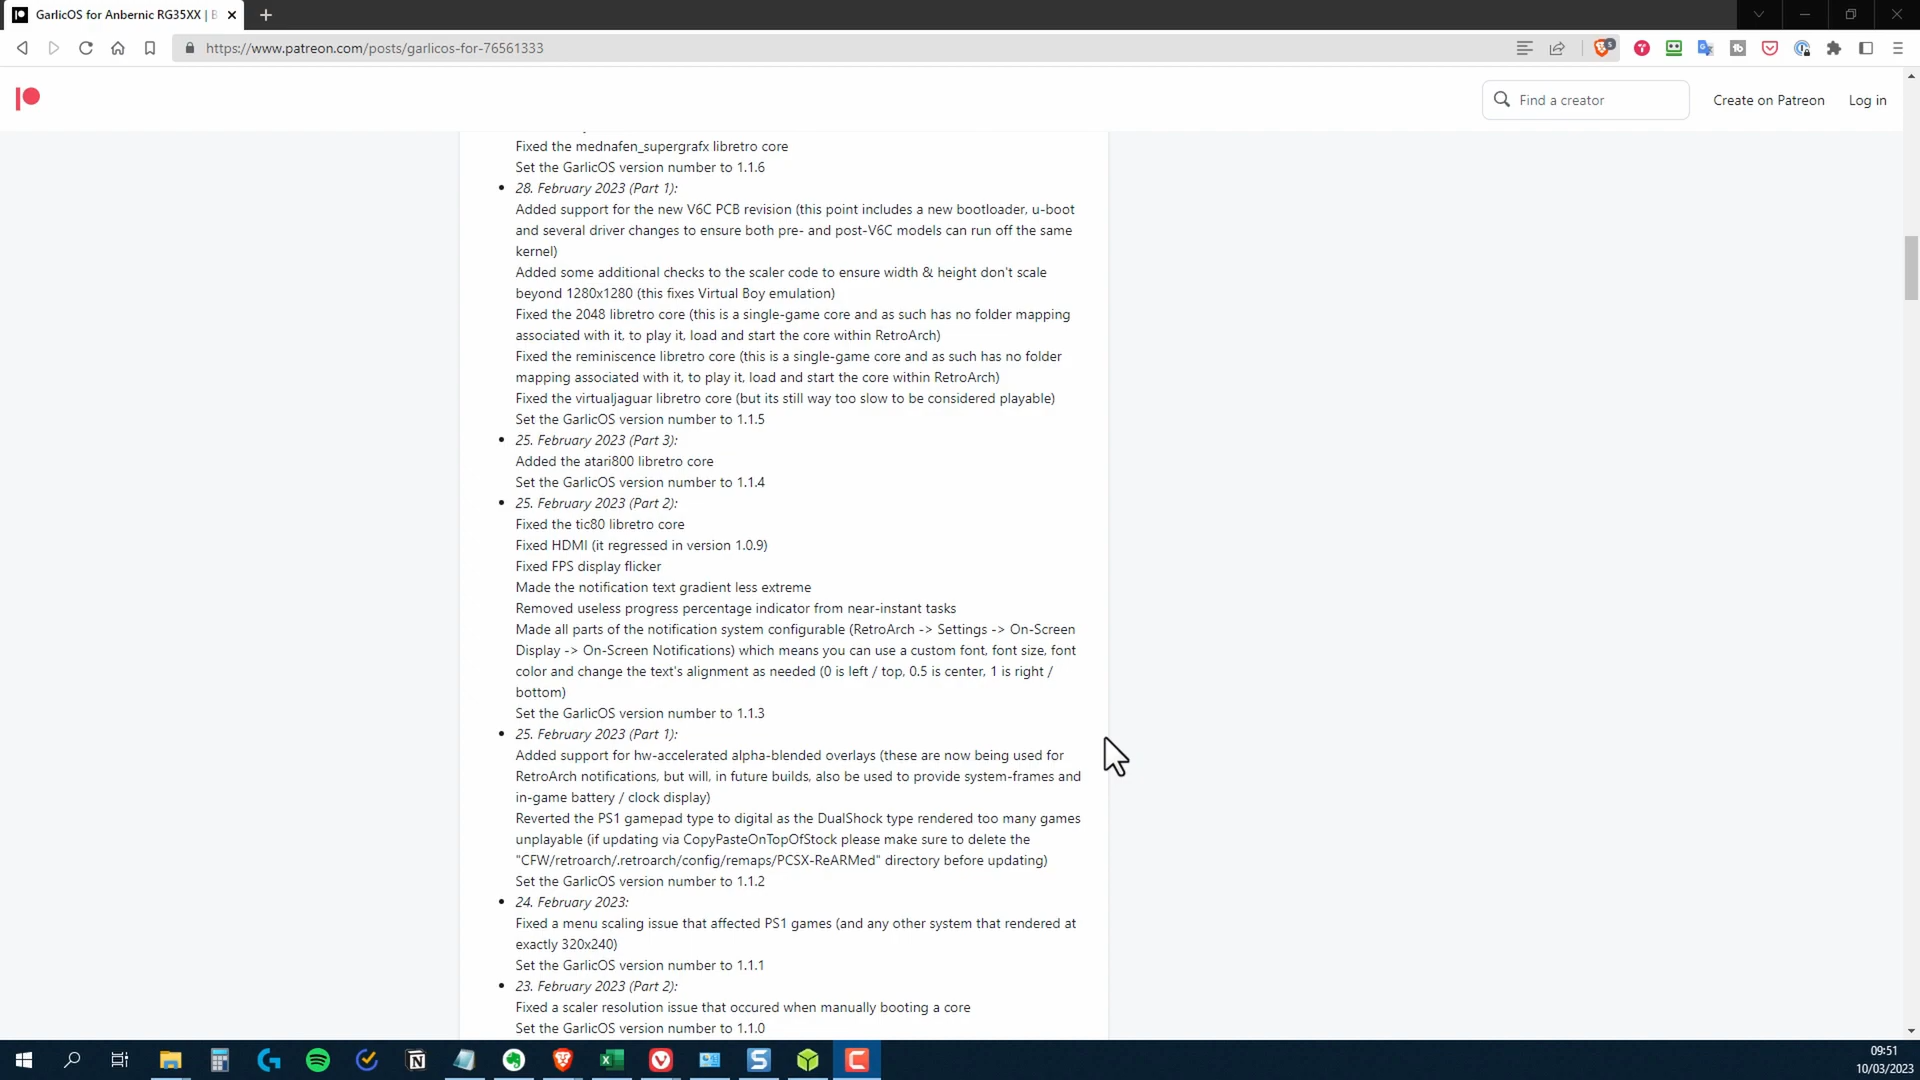 GarlicOS for Anbernic RG35XX | B
https://www.patreon.com/posts/garlicos-for-76561333
Find a creator
Create on Patreon
Log in
Fixed the mednafen_supergrafx libretro core
Set the GarlicOS version number to 1.1.6
28. February 2023 (Part 1):
Added support for the new V6C PCB revision (this point includes a new bootloader, u-boot
and several driver changes to ensure both pre- and post-V6C models can run off the same
kernel)
Added some additional checks to the scaler code to ensure width & height don't scale
beyond 1280x1280 (this fixes Virtual Boy emulation)
Fixed the 2048 libretro core (this is a single-game core and as such has no folder mapping
associated with it, to play it, load and start the core within RetroArch)
Fixed the reminiscence libretro core (this is a single-game core and as such has no folder
mapping associated with it, to play it, load and start the core within RetroArch)
Fixed the virtualjaguar libretro core (but its still way too slow to be considered playable)
Set the GarlicOS version number to 1.1.5
25. February 2023 (Part 3):
Added the atari800 libretro core
Set the GarlicOS version number to 1.1.4
25. February 2023 (Part 2):
Fixed the tic80 libretro core
Fixed HDMI (it regressed in version 1.0.9)
Fixed FPS display flicker
Made the notification text gradient less extreme
Removed useless progress percentage indicator from near-instant tasks
Made all parts of the notification system configurable (RetroArch -> Settings -> On-Screen
Display -> On-Screen Notifications) which means you can use a custom font, font size, font
color and change the text's alignment as needed (0 is left / top, 0.5 is center, 1 is right /
bottom)
Set the GarlicOS version number to 1.1.3
25. February 2023 (Part 1):
Added support for hw-accelerated alpha-blended overlays (these are now being used for
RetroArch notifications, but will, in future builds, also be used to provide system-frames and
in-game battery / clock display)
Reverted the PS1 gamepad type to digital as the DualShock type rendered too many games
unplayable (if updating via CopyPasteOnTopOfStock please make sure to delete the
"CFW/retroarch/.retroarch/config/remaps/PCSX-ReARMed" directory before updating)
Set the GarlicOS version number to 1.1.2
24. February 2023:
Fixed a menu scaling issue that affected PS1 games (and any other system that rendered at
exactly 320x240)
Set the GarlicOS version number to 1.1.1
23. February 2023 (Part 2):
Fixed a scaler resolution issue that occured when manually booting a core
Set the GarlicOS version number to 1.1.0
09:51
10/03/2023